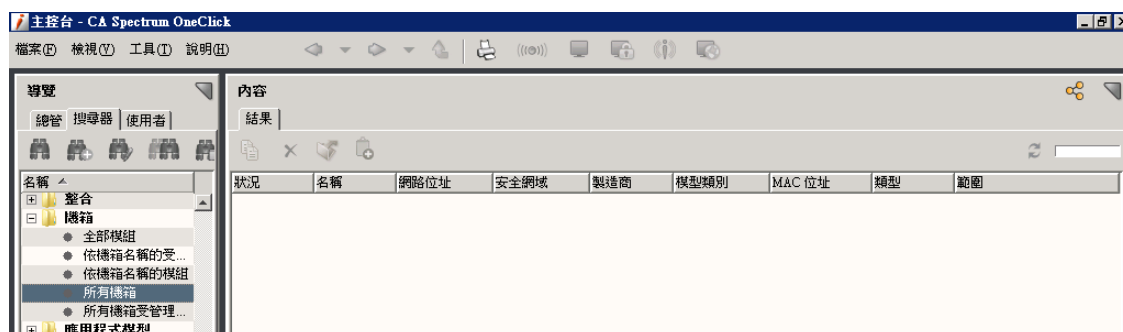 主控台 - CA Spectrum OneClick
檔案(F) 檢視(V) 工具(T) 說明(H)
導覽
總管 搜尋器 使用者
名稱
整合
機箱
全部模組
依機箱名稱的受...
依機箱名稱的模組
所有機箱
所有機箱受管理...
應用程式模型
內容
結果
狀況 名稱 網路位址 安全網域 製造商 模型類別 MAC 位址 類型 範圍